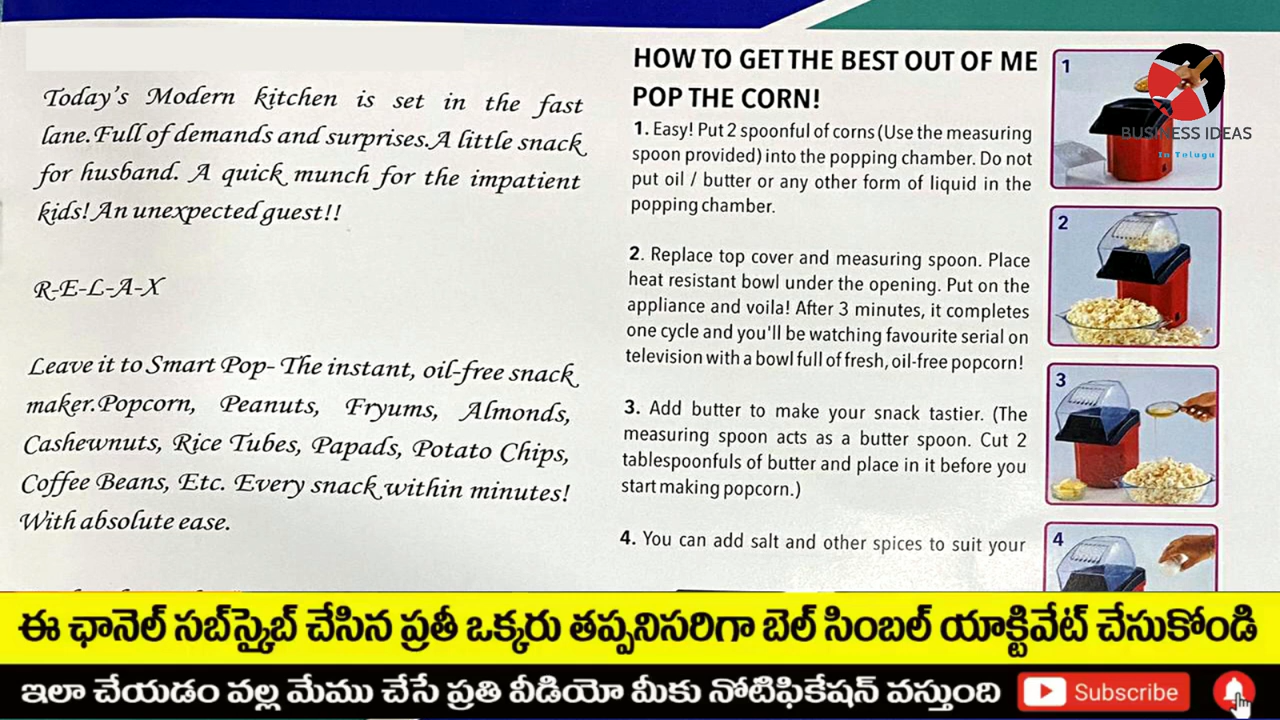 Today's Modern kitchen is set in the fast
lane.Full of demands and surprises.A little snack
for husband. A quick munch for the impatient
kids! An unexpected guest!!
R-E-L-A-X
Leave it to Smart Pop- The instant, oil-free snack
maker.Popcorn, Peanuts, Fryums, Almonds,
Cashewnuts, Rice Tubes, Papads, Potato Chips,
Coffee Beans, Etc. Every snack within minutes!
With absolute ease.
HOW TO GET THE BEST OUT OF ME
POP THE CORN!
1. Easy! Put 2 spoonful of corns (Use the measuring
spoon provided) into the popping chamber. Do not
put oil / butter or any other form of liquid in the
popping chamber.
2. Replace top cover and measuring spoon. Place
heat resistant bowl under the opening. Put on the
appliance and voila! After 3 minutes, it completes
one cycle and you'll be watching favourite serial on
television with a bowl full of fresh, oil-free popcorn!
3. Add butter to make your snack tastier. (The
measuring spoon acts as a butter spoon. Cut 2
tablespoonfuls of butter and place in it before you
start making popcorn.)
4. You can add salt and other spices to suit your
1
BUSINESS IDEAS
In Telugu
2
3
4
ఈ ఛానెల్ సబ్‌స్క్రైబ్ చేసిన ప్రతీ ఒక్కరు తప్పనిసరిగా బెల్ సింబల్ యాక్టివేట్ చేసుకోండి
ఇలా చేయడం వల్ల మేము చేసే ప్రతి వీడియో మీకు నోటిఫికేషన్ వస్తుంది
Subscribe